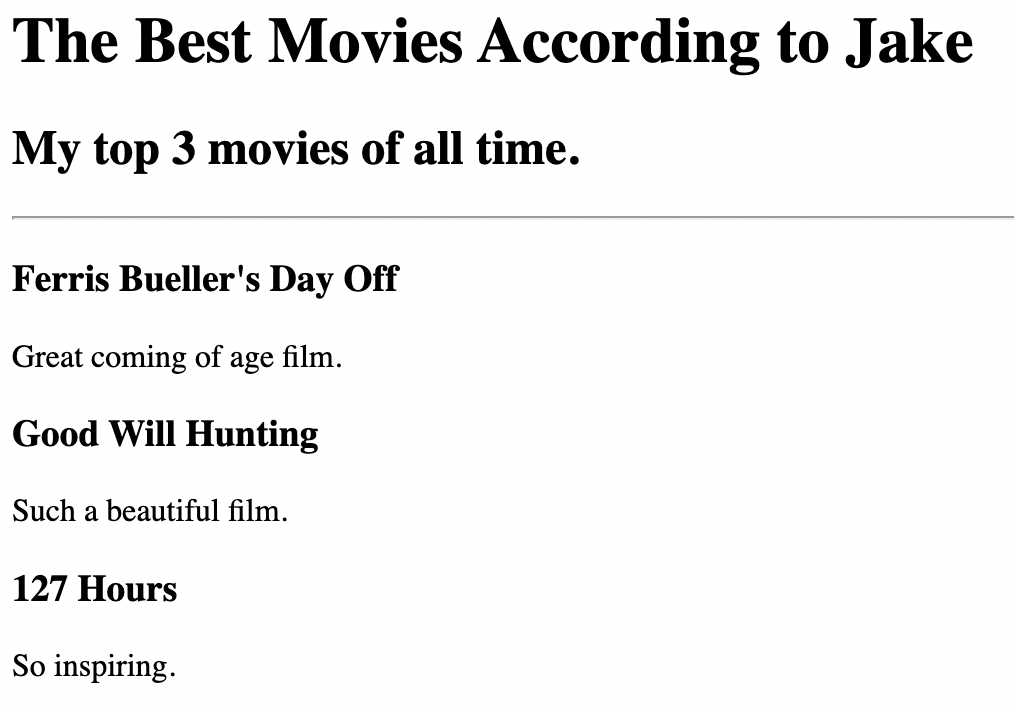 The Best Movies According to Jake
My top 3 movies of all time.
Ferris Bueller's Day Off
Great coming of age film.
Good Will Hunting
Such a beautiful film.
127 Hours
So inspiring.